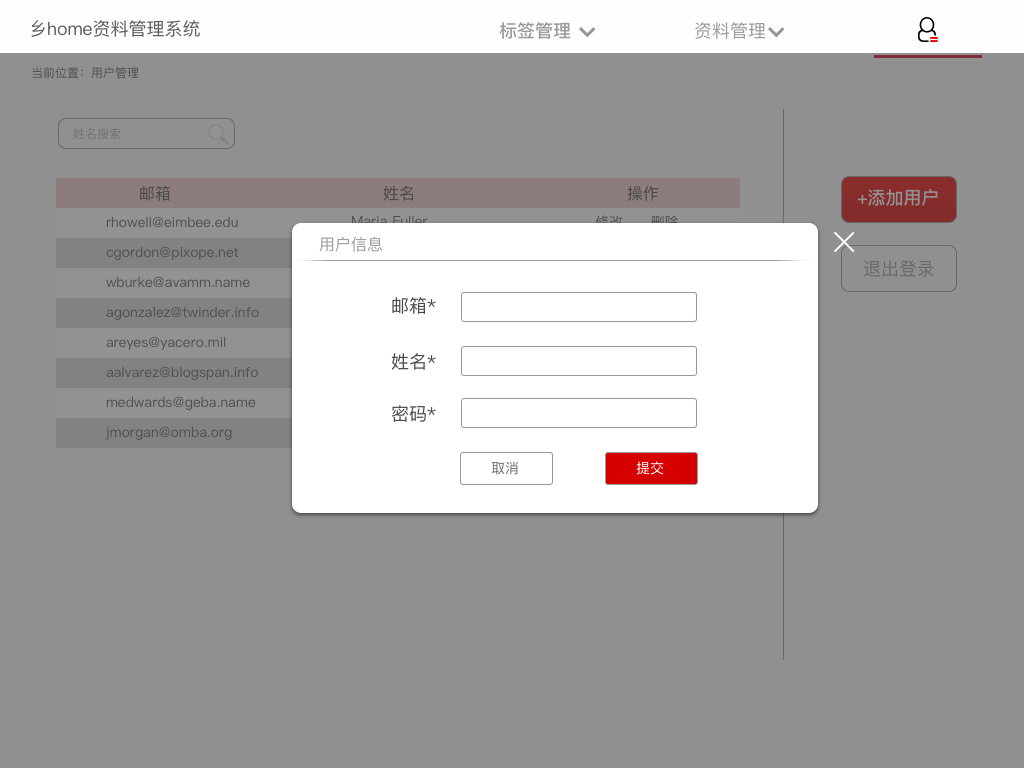 乡home资料管理系统
标签管理
资料管理
当前位置：用户管理
姓名搜索
邮箱 姓名 操作
rhowell@eimbee.edu Maria Fuller 修改 删除
cgordon@pixope.net
wburke@avamm.name
agonzalez@twinder.info
areyes@yacero.mil
aalvarez@blogspan.info
medwards@geba.name
jmorgan@omba.org
+添加用户
退出登录
用户信息
邮箱*
姓名*
密码*
取消 提交